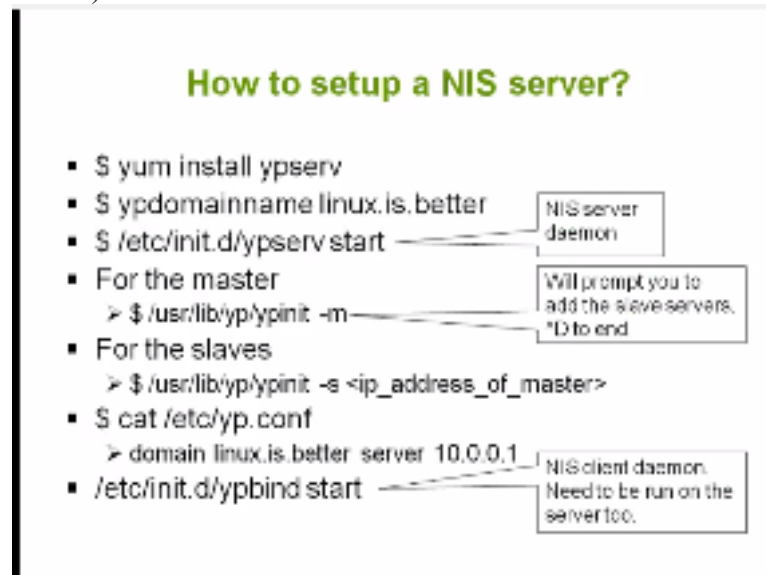 How to setup a NIS server?
▪ $ yum install ypserv
▪ $ ypdomainname linux.is.better
▪ $ /etc/init.d/ypserv start
NIS server
daemon
▪ For the master
➢ $ /usr/lib/yp/ypinit -m
Will prompt you to
add the slave servers.
^D to end
▪ For the slaves
➢ $ /usr/lib/yp/ypinit -s <ip_address_of_master>
▪ $ cat /etc/yp.conf
➢ domain linux.is.better server 10.0.0.1
▪ /etc/init.d/ypbind start
NIS client daemon.
Need to be run on the
server too.